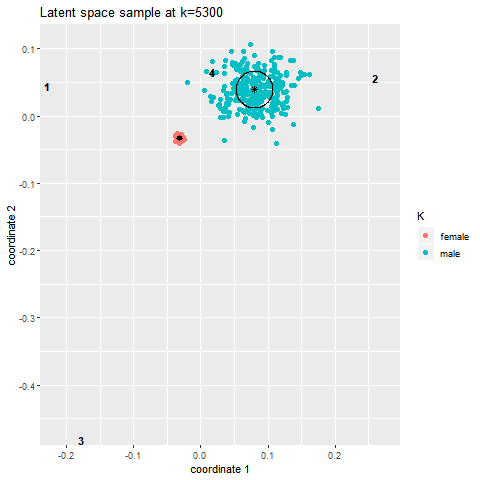 Latent space sample at k=5300
0.1
0.0
-0.1
-0.2
-0.3
-0.4
coordinate 2
1
4
2
3
-0.2
-0.1
0.0
0.1
0.2
coordinate 1
K
female
male